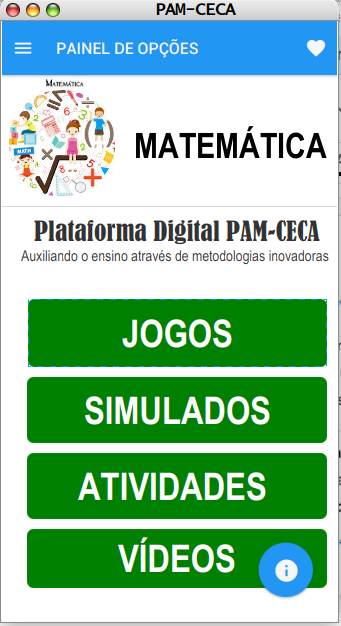 PAM-CECA
PAINEL DE OPÇÕES
MATEMÁTICA
MATH
MATEMÁTICA
Plataforma Digital PAM-CECA
Auxiliando o ensino através de metodologias inovadoras
JOGOS
SIMULADOS
ATIVIDADES
VÍDEOS